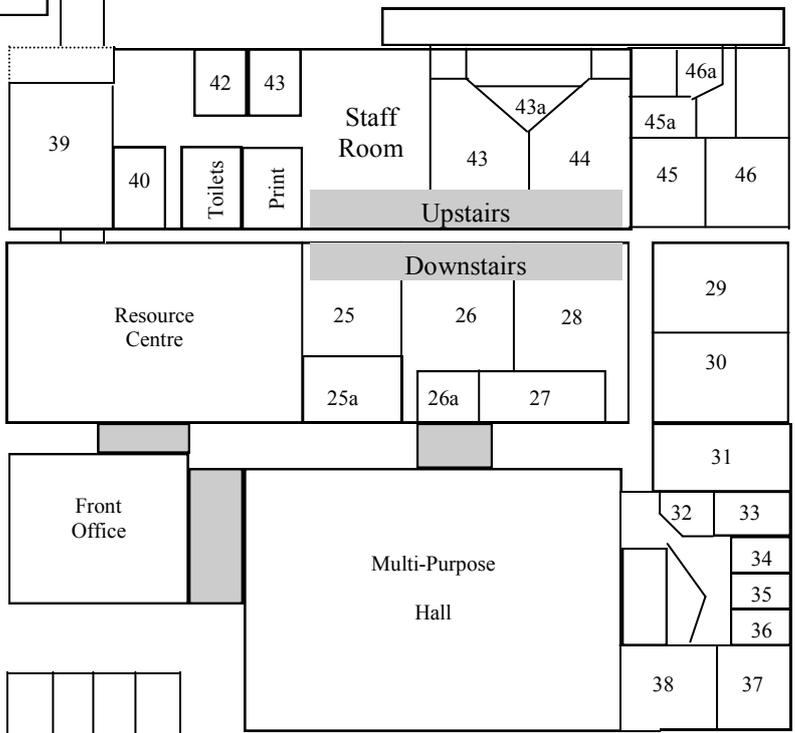 42
43
46a
39
Staff
Room
43a
45a
40
Toilets
Print
43
44
45
46
Upstairs
Downstairs
Resource
Centre
25
26
28
29
30
25a
26a
27
31
Front
Office
32
33
Multi-Purpose
Hall
34
35
36
38
37